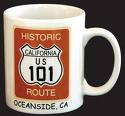 HISTORIC
CALIFORNIA
US
101
ROUTE
OCEANSIDE, CA